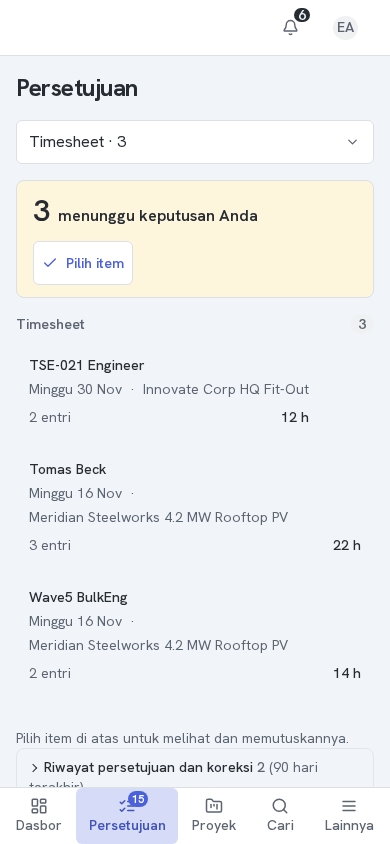 6
EA
Persetujuan
Timesheet · 3
3 menunggu keputusan Anda
Pilih item
Timesheet 3
TSE-021 Engineer
Minggu 30 Nov · Innovate Corp HQ Fit-Out
2 entri 12 h
Tomas Beck
Minggu 16 Nov ·
Meridian Steelworks 4.2 MW Rooftop PV
3 entri 22 h
Wave5 BulkEng
Minggu 16 Nov ·
Meridian Steelworks 4.2 MW Rooftop PV
2 entri 14 h
Pilih item di atas untuk melihat dan memutuskannya.
Riwayat persetujuan dan koreksi 2 (90 hari
terakhir)
15
Dasbor Persetujuan Proyek Cari Lainnya